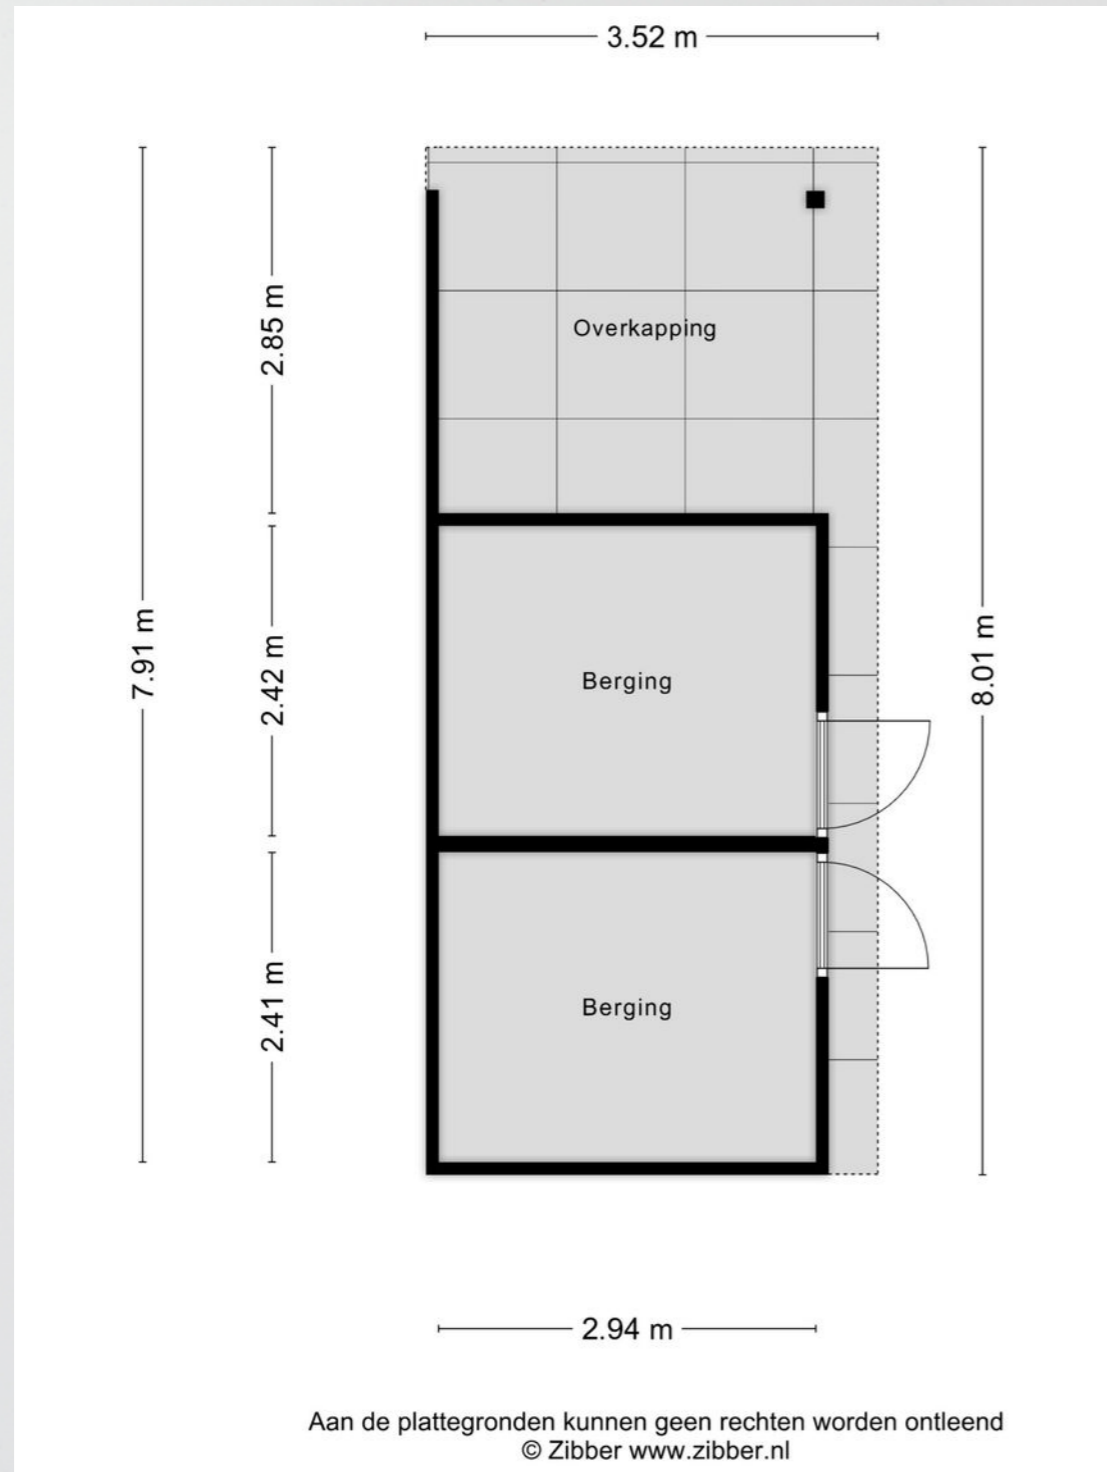 3.52 m
2.85 m
Overkapping
7.91 m
2.42 m
Berging
8.01 m
2.41 m
Berging
2.94 m
Aan de plattegronden kunnen geen rechten worden ontleend
© Zibber www.zibber.nl